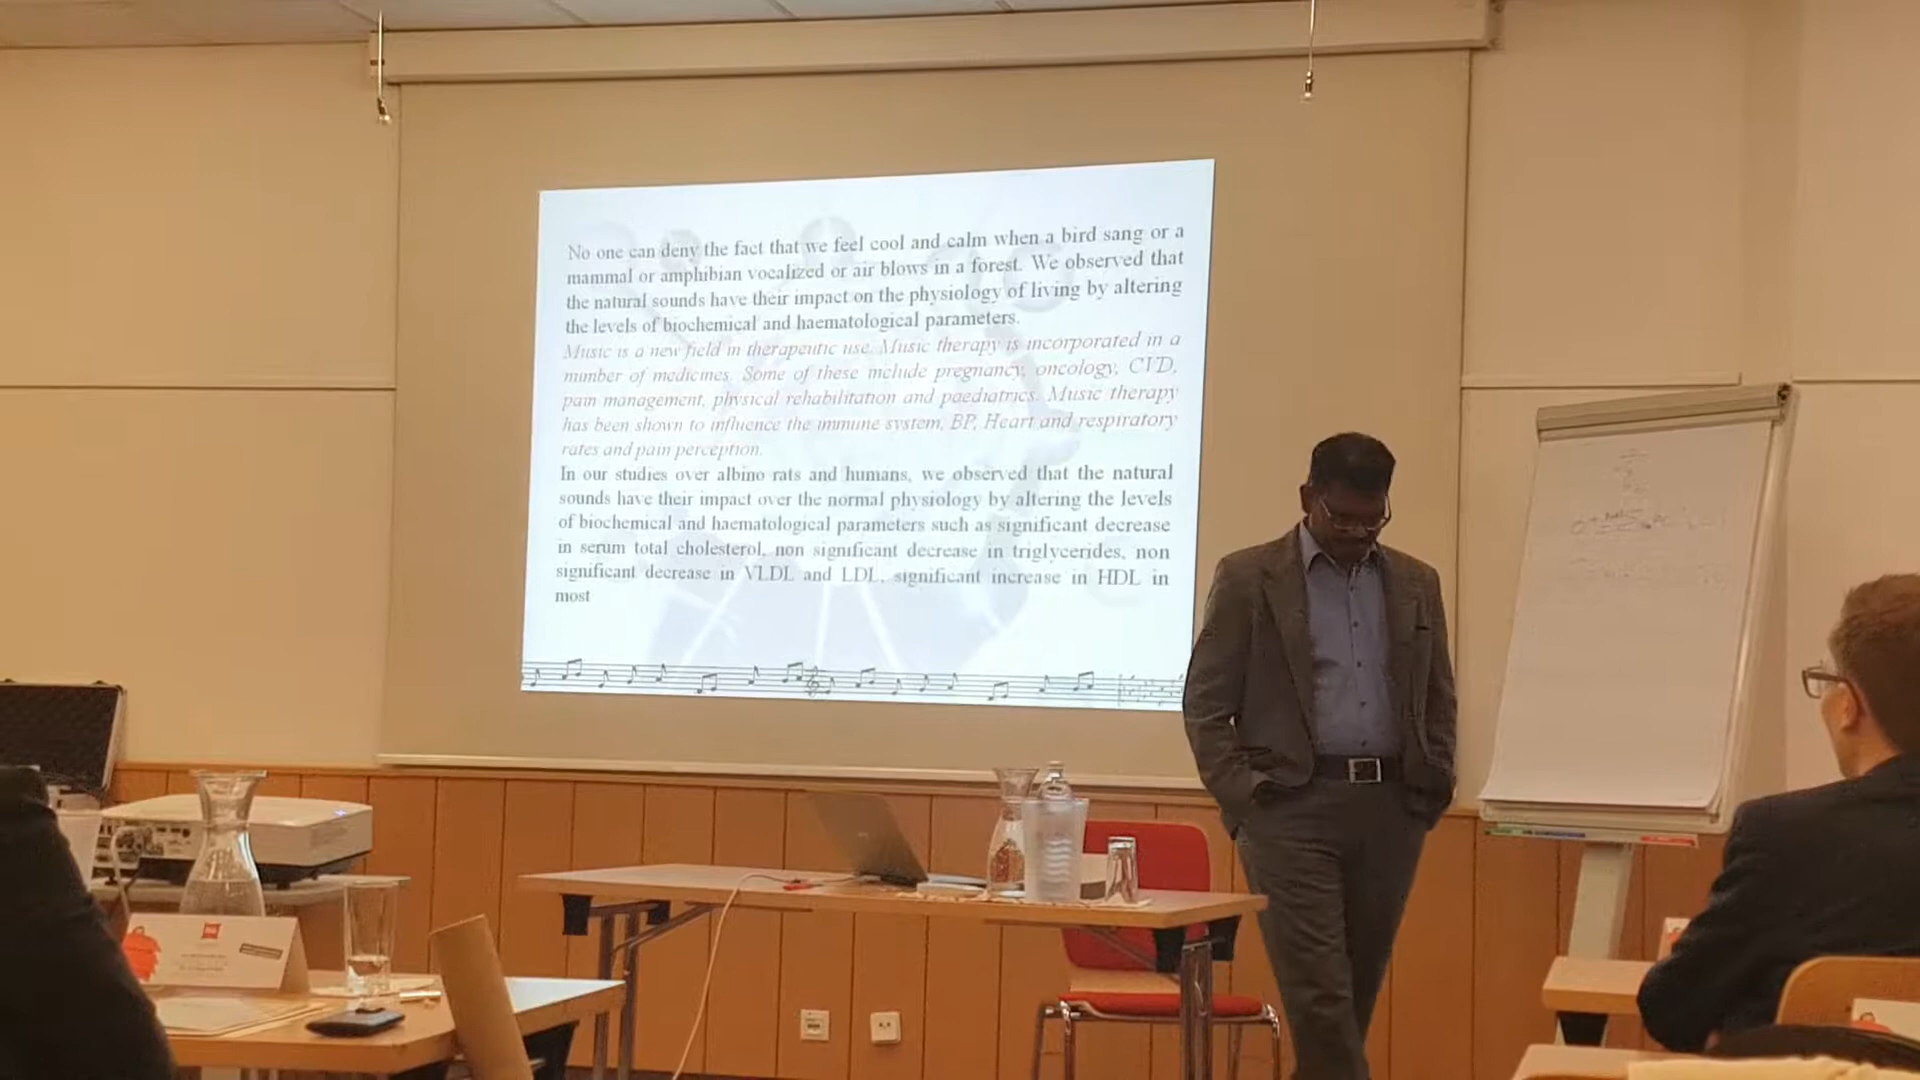 No one can deny the fact that we feel cool and calm when a bird sang or a
mammal or amphibian vocalized or air blows in a forest. We observed that
the natural sounds have their impact on the physiology of living by altering
the levels of biochemical and haematological parameters.
Music is a new field in therapeutic use. Music therapy is incorporated in a
number of medicines. Some of these include pregnancy, oncology, CVD,
pain management, physical rehabilitation and paediatrics. Music therapy
has been shown to influence the immune system, BP, Heart and respiratory
rates and pain perception.
In our studies over albino rats and humans, we observed that the natural
sounds have their impact over the normal physiology by altering the levels
of biochemical and haematological parameters such as significant decrease
in serum total cholesterol, non significant decrease in triglycerides, non
significant decrease in VLDL and LDL, significant increase in HDL in
most